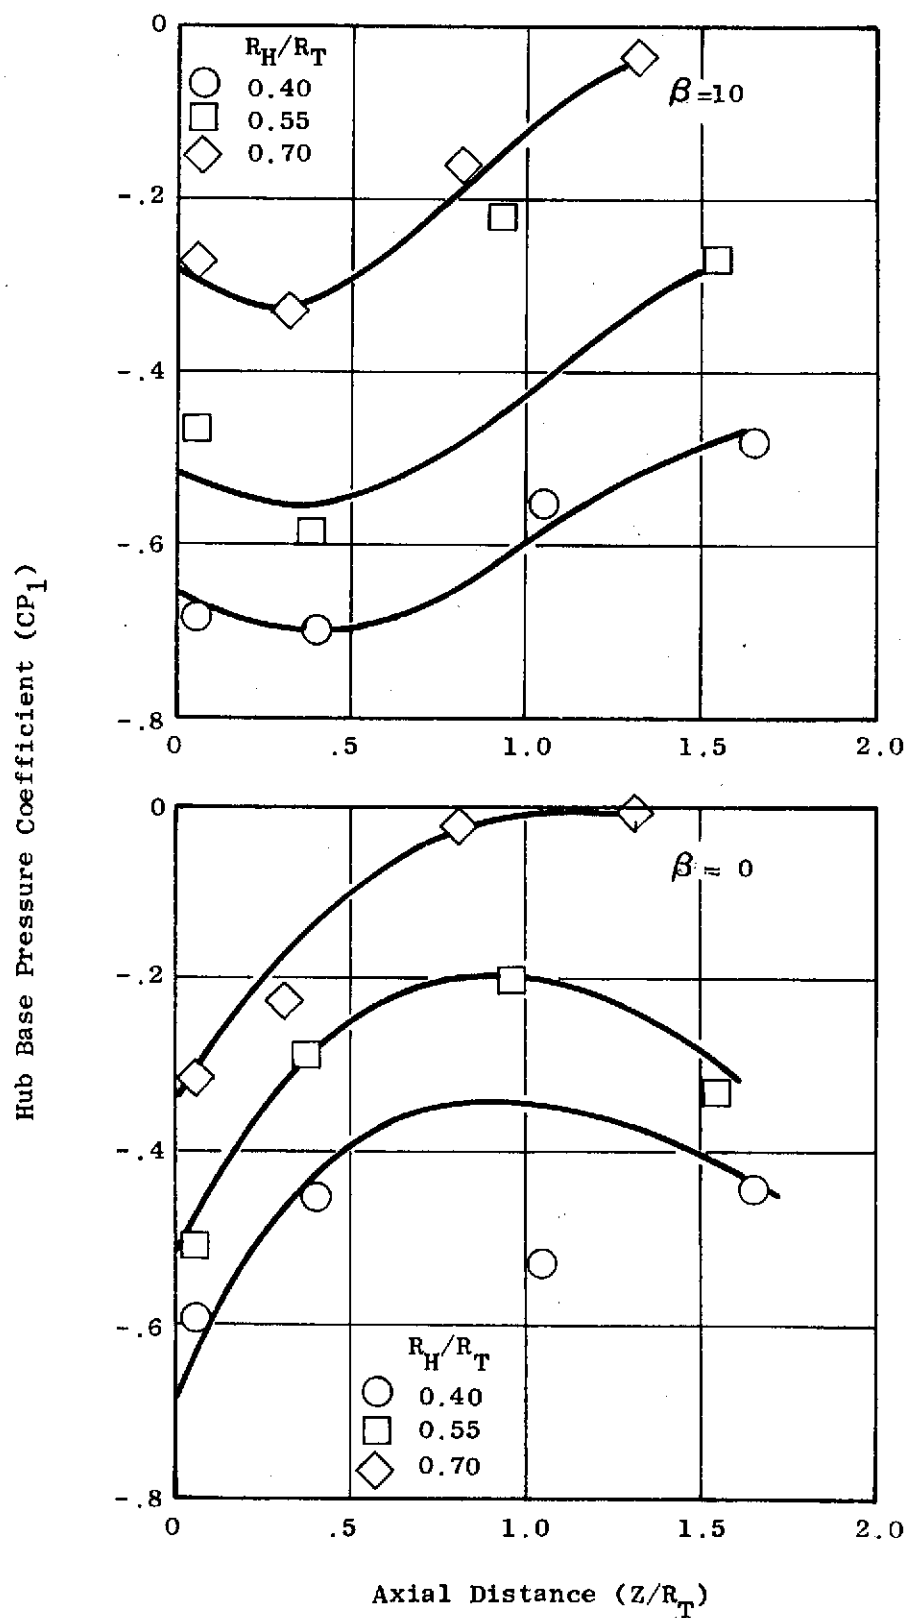 0
R_H/R_T
0.40
0.55
0.70
β=10
-.2
-.4
-.6
-.8
0 .5 1.0 1.5 2.0
Hub Base Pressure Coefficient (CP1)
0
β= 0
-.2
-.4
-.6
R_H/R_T
0.40
0.55
0.70
-.8
0 .5 1.0 1.5 2.0
Axial Distance (Z/R_T)